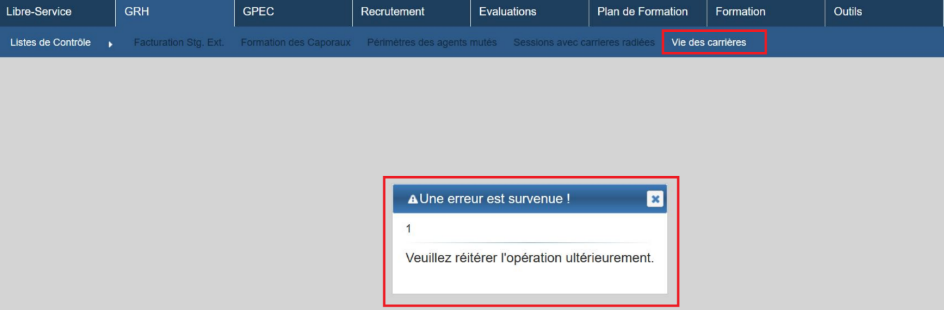 Libre-Service GRH GPEC Recrutement Evaluations Plan de Formation Formation Outils
Listes de Contrôle Facturation Stg. Ext. Formation des Caporaux Périmètres des agents mutés Sessions avec carrieres radiées Vie des carrières
Une erreur est survenue !
1
Veuillez réitérer l'opération ultérieurement.